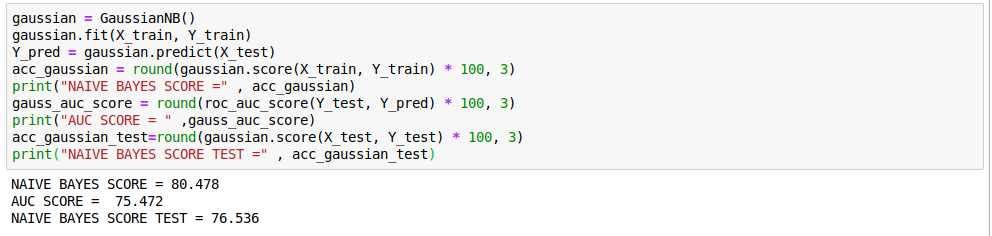 gaussian = GaussianNB()
gaussian.fit(X_train, Y_train)
Y_pred = gaussian.predict(X_test)
acc_gaussian = round(gaussian.score(X_train, Y_train) * 100, 3)
print("NAIVE BAYES SCORE =" , acc_gaussian)
gauss_auc_score = round(roc_auc_score(Y_test, Y_pred) * 100, 3)
print("AUC SCORE = " ,gauss_auc_score)
acc_gaussian_test=round(gaussian.score(X_test, Y_test) * 100, 3)
print("NAIVE BAYES SCORE TEST =" , acc_gaussian_test)
NAIVE BAYES SCORE = 80.478
AUC SCORE =  75.472
NAIVE BAYES SCORE TEST = 76.536